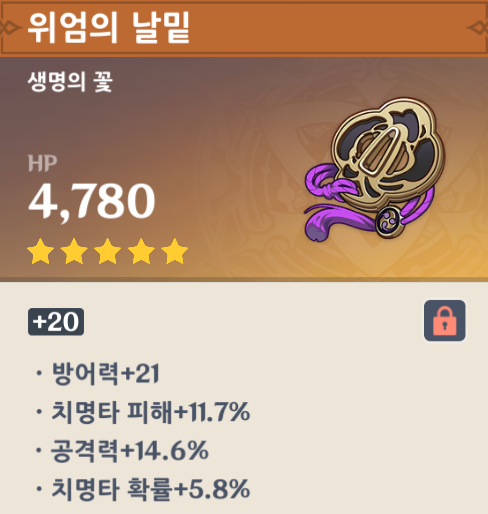 위엄의 날밑
생명의 꽃
HP
4,780
+20
· 방어력+21
· 치명타 피해+11.7%
· 공격력+14.6%
· 치명타 확률+5.8%